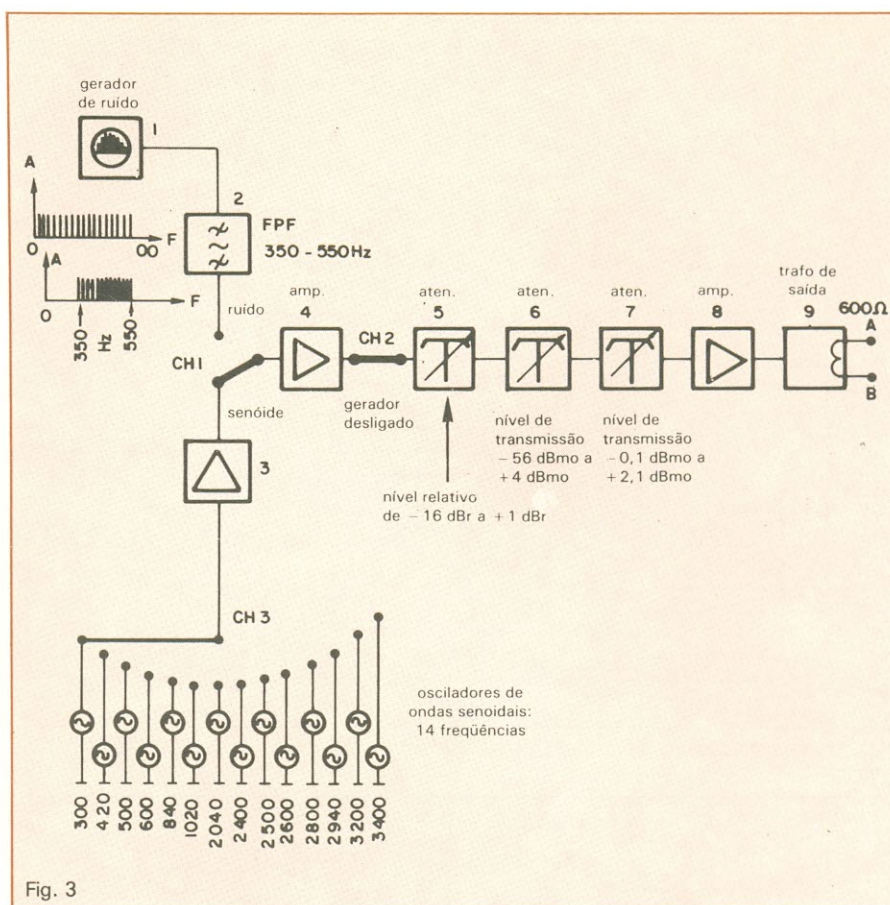 gerador
de ruído
1
A
0
00
F
2
FPF
350 - 550Hz
A
0
F
350
Hz
550
ruído
CH1
senóide
3
amp.
4
CH2
gerador
desligado
aten.
5
nível relativo
de - 16 dBr a + 1 dBr
aten.
6
nível de
transmissão
- 56 dBmo a
+ 4 dBmo
aten.
7
nível de
transmissão
- 0,1 dBmo a
+ 2,1 dBmo
amp.
8
trafo de
saída
9
600Ω
A
B
CH 3
osciladores de
ondas senoidais:
14 freqüências
300
420
500
600
840
1020
2040
2400
2500
2600
2800
2940
3200
3400
Fig. 3